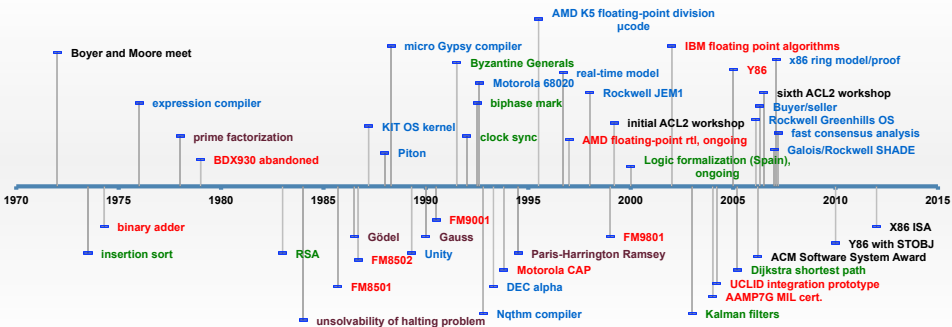 AMD K5 floating-point division
µcode
Boyer and Moore meet
micro Gypsy compiler
IBM floating point algorithms
Byzantine Generals
x86 ring model/proof
real-time model
Y86
Motorola 68020
Rockwell JEM1
sixth ACL2 workshop
expression compiler
biphase mark
Buyer/seller
KIT OS kernel
initial ACL2 workshop
Rockwell Greenhills OS
prime factorization
clock sync
AMD floating-point rtl, ongoing
fast consensus analysis
BDX930 abandoned
Piton
Logic formalization (Spain),
ongoing
Galois/Rockwell SHADE
1970
1975
1980
1985
1990
1995
2000
2005
2010
2015
binary adder
FM9001
X86 ISA
Gödel
Gauss
FM9801
Y86 with STOBJ
insertion sort
RSA
FM8502
Unity
Paris-Harrington Ramsey
ACM Software System Award
Motorola CAP
Dijkstra shortest path
FM8501
DEC alpha
UCLID integration prototype
AAMP7G MIL cert.
unsolvability of halting problem
Nqthm compiler
Kalman filters